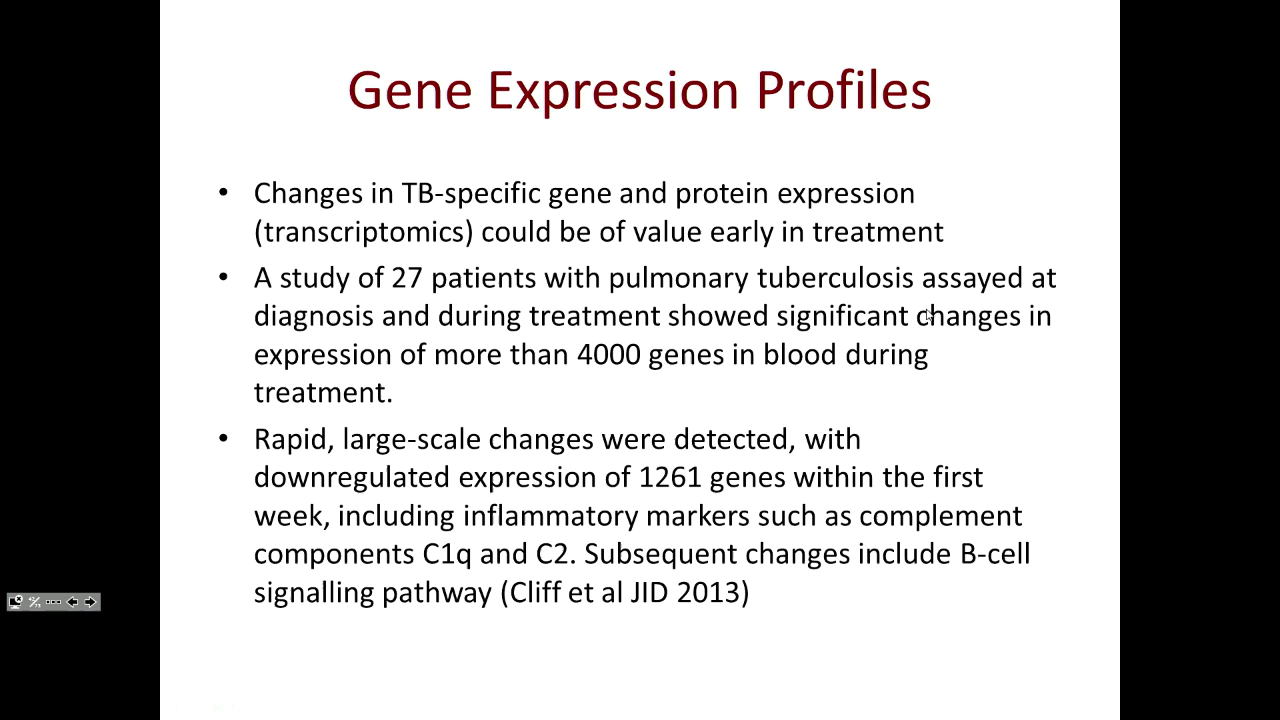 Gene Expression Profiles
• Changes in TB-specific gene and protein expression
(transcriptomics) could be of value early in treatment
• A study of 27 patients with pulmonary tuberculosis assayed at
diagnosis and during treatment showed significant changes in
expression of more than 4000 genes in blood during
treatment.
• Rapid, large-scale changes were detected, with
downregulated expression of 1261 genes within the first
week, including inflammatory markers such as complement
components C1q and C2. Subsequent changes include B-cell
signalling pathway (Cliff et al JID 2013)